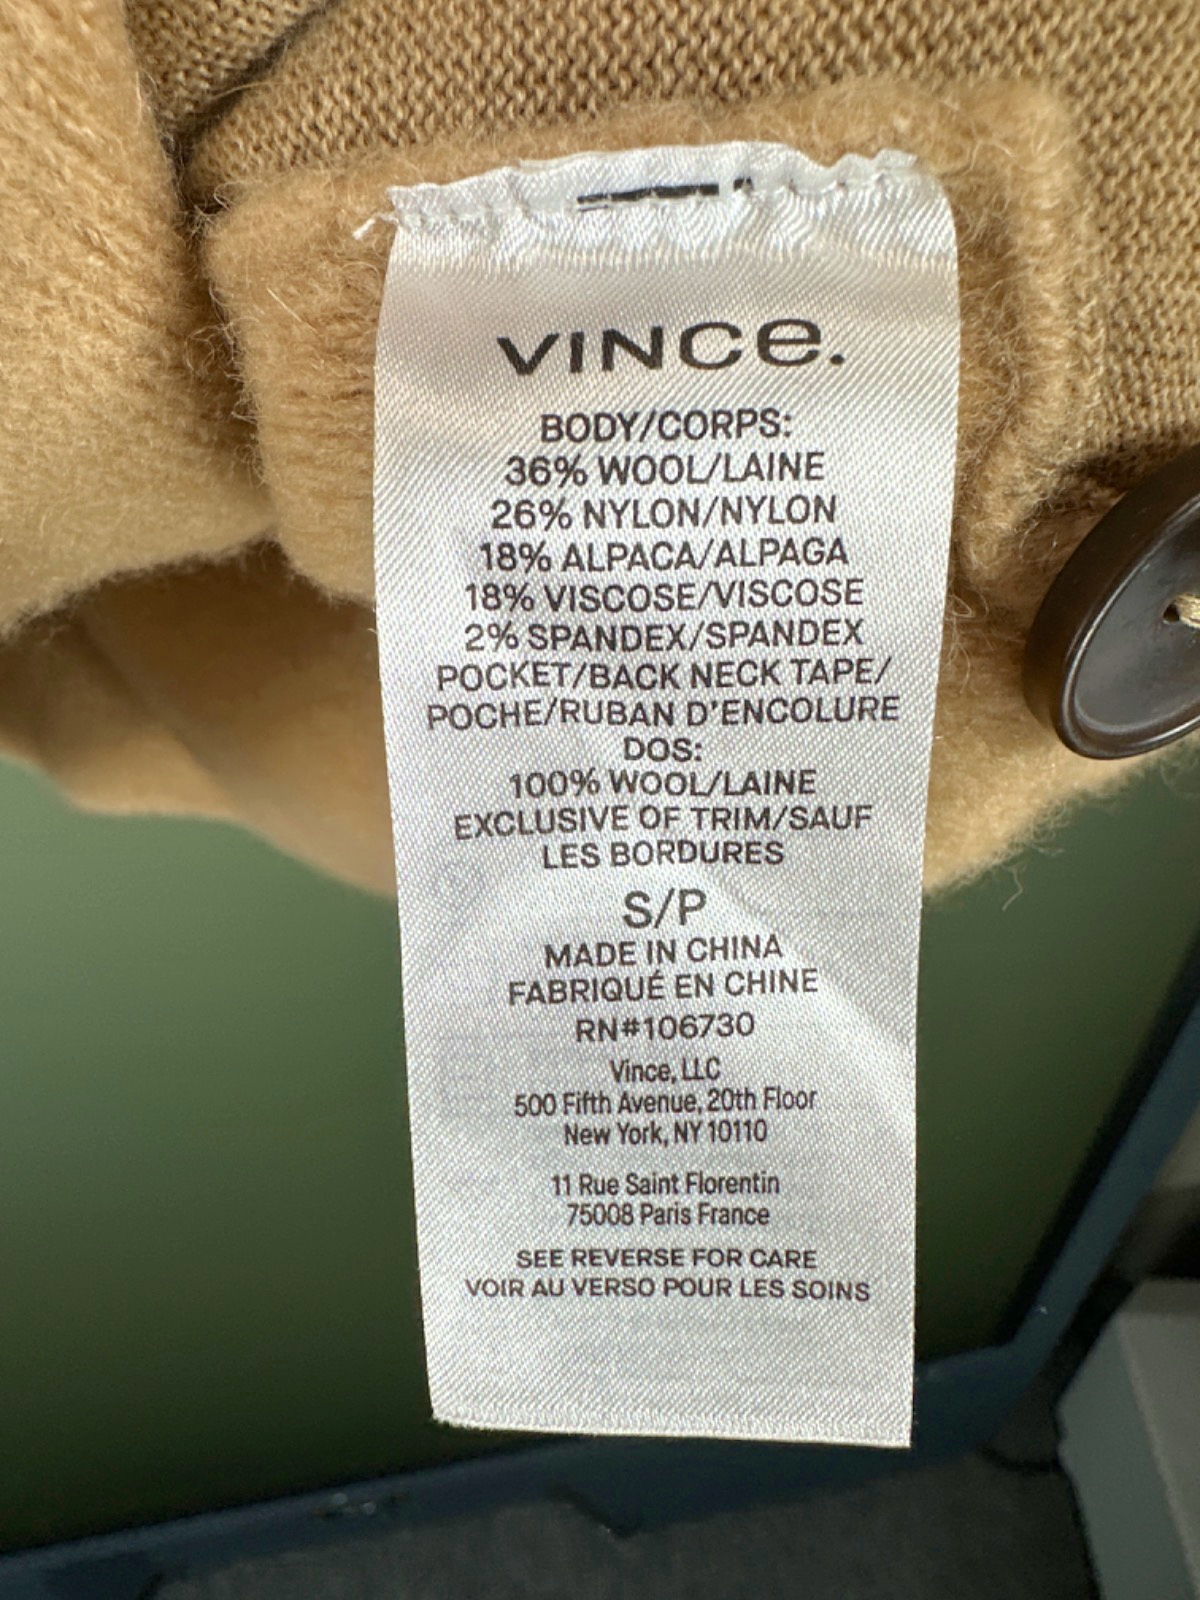 VINCe.
BODY/CORPS:
36% WOOL/LAINE
26% NYLON/NYLON
18% ALPACA/ALPAGA
18% VISCOSE/VISCOSE
2% SPANDEX/SPANDEX
POCKET/BACK NECK TAPE/
POCHE/RUBAN D'ENCOLURE
DOS:
100% WOOL/LAINE
EXCLUSIVE OF TRIM/SAUF
LES BORDURES
S/P
MADE IN CHINA
FABRIQUÉ EN CHINE
RN#106730
Vince, LLC
500 Fifth Avenue, 20th Floor
New York, NY 10110
11 Rue Saint Florentin
75008 Paris France
SEE REVERSE FOR CARE
VOIR AU VERSO POUR LES SOINS